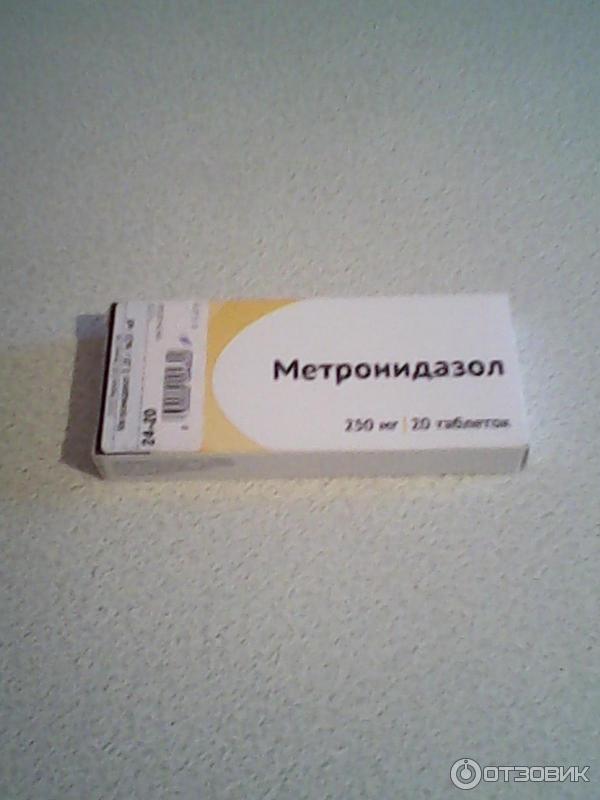 Метронидазол
250 мг | 20 таблеток
24-20
ОТЗОВИК